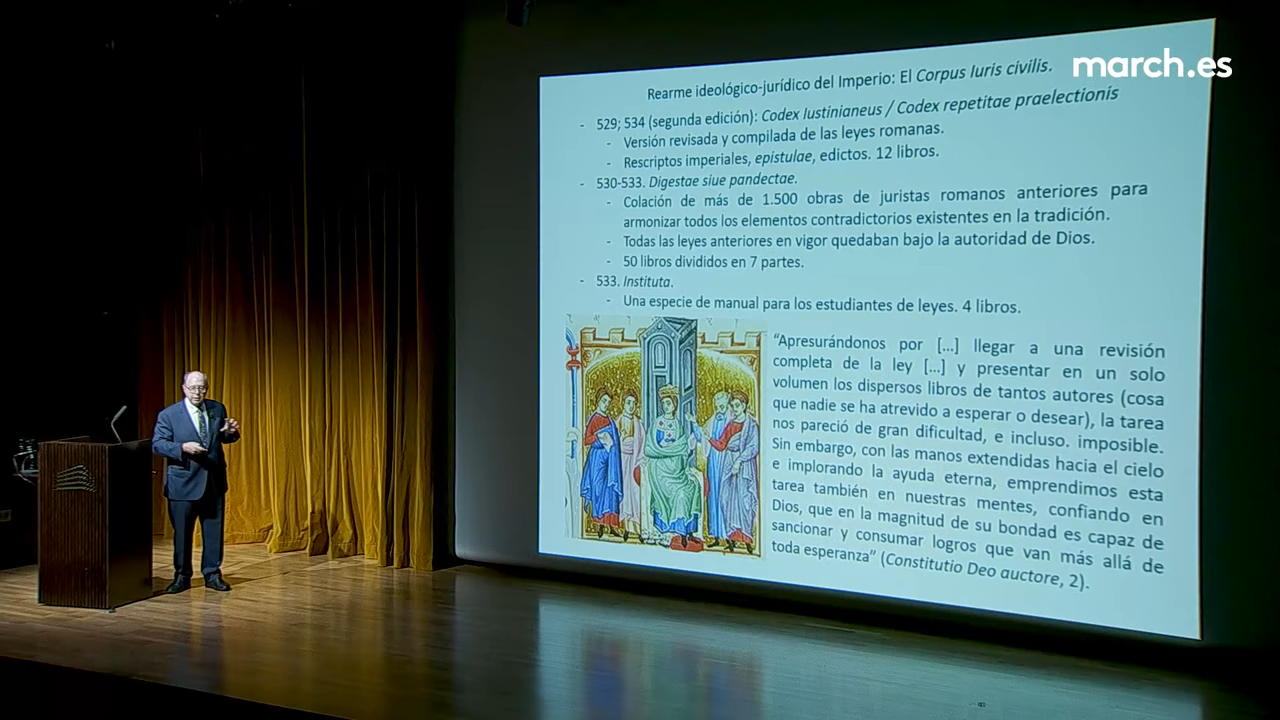 march.es
Rearme ideológico-jurídico del Imperio: El Corpus Iuris civilis.
- 529; 534 (segunda edición): Codex Iustinianeus / Codex repetitae praelectionis
- Versión revisada y compilada de las leyes romanas.
- Rescriptos imperiales, epistulae, edictos. 12 libros.
- 530-533. Digestae siue pandectae.
- Colación de más de 1.500 obras de juristas romanos anteriores para
armonizar todos los elementos contradictorios existentes en la tradición.
- Todas las leyes anteriores en vigor quedaban bajo la autoridad de Dios.
- 50 libros divididos en 7 partes.
- 533. Instituta.
- Una especie de manual para los estudiantes de leyes. 4 libros.
“Apresurándonos por [...] llegar a una revisión
completa de la ley [...] y presentar en un solo
volumen los dispersos libros de tantos autores (cosa
que nadie se ha atrevido a esperar o desear), la tarea
nos pareció de gran dificultad, e incluso. imposible.
Sin embargo, con las manos extendidas hacia el cielo
e implorando la ayuda eterna, emprendimos esta
tarea también en nuestras mentes, confiando en
Dios, que en la magnitud de su bondad es capaz de
sancionar y consumar logros que van más allá de
toda esperanza” (Constitutio Deo auctore, 2).